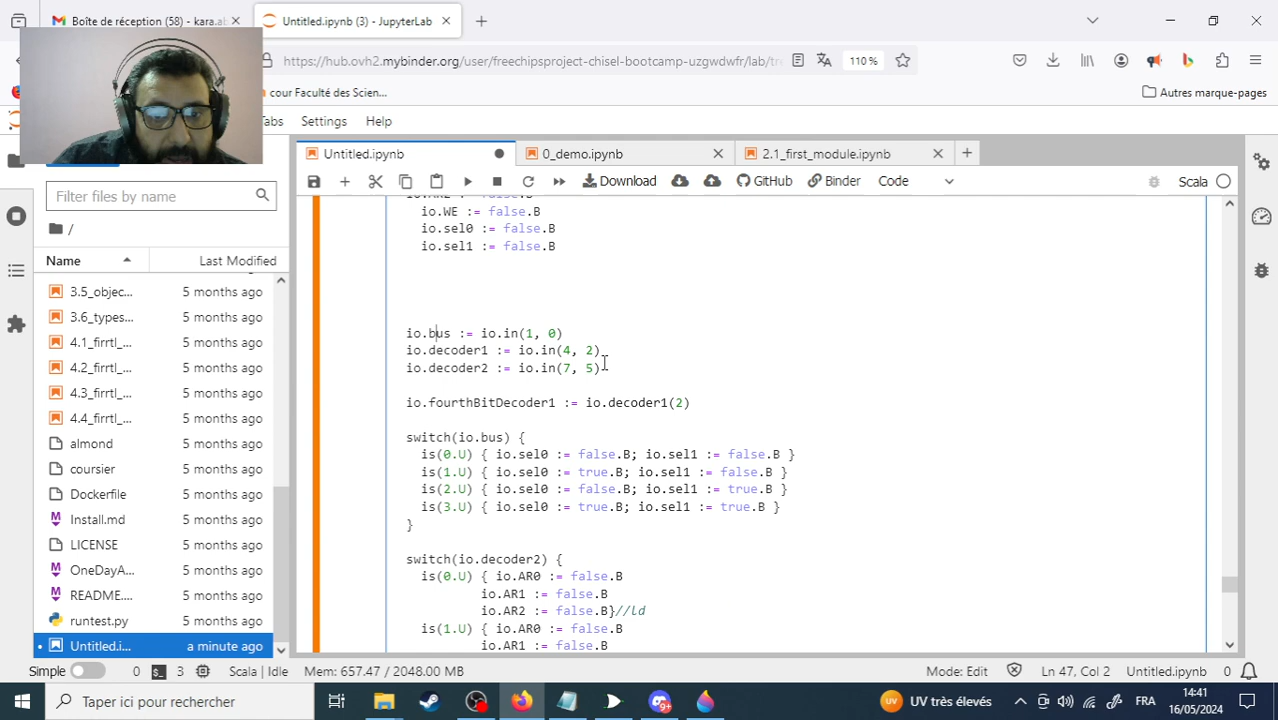 Boîte de réception (58) - kara.ab
Untitled.ipynb (3) - JupyterLab
https://hub.ovh2.mybinder.org/user/freechipsproject-chisel-bootcamp-uzgwdwfr/lab/tr
110 %
cour Faculté des Scien...
Autres marque-pages
Tabs
Settings
Help
Untitled.ipynb
0_demo.ipynb
2.1_first_module.ipynb
Download
GitHub
Binder
Code
Scala
Filter files by name
/
Name
Last Modified
3.5_objec...
5 months ago
3.6_types...
5 months ago
4.1_firrtl_...
5 months ago
4.2_firrtl_...
5 months ago
4.3_firrtl_...
5 months ago
4.4_firrtl_...
5 months ago
almond
5 months ago
coursier
5 months ago
Dockerfile
5 months ago
Install.md
5 months ago
LICENSE
5 months ago
OneDayA...
5 months ago
README....
5 months ago
runtest.py
5 months ago
Untitled.i...
a minute ago
io.WE := false.B
io.sel0 := false.B
io.sel1 := false.B
io.bus := io.in(1, 0)
io.decoder1 := io.in(4, 2)
io.decoder2 := io.in(7, 5)
io.fourthBitDecoder1 := io.decoder1(2)
switch(io.bus) {
is(0.U) { io.sel0 := false.B; io.sel1 := false.B }
is(1.U) { io.sel0 := true.B; io.sel1 := false.B }
is(2.U) { io.sel0 := false.B; io.sel1 := true.B }
is(3.U) { io.sel0 := true.B; io.sel1 := true.B }
}
switch(io.decoder2) {
is(0.U) { io.AR0 := false.B
io.AR1 := false.B
io.AR2 := false.B}//ld
is(1.U) { io.AR0 := false.B
io.AR1 := false.B
Simple
0
3
Scala | Idle
Mem: 657.47 / 2048.00 MB
Mode: Edit
Ln 47, Col 2
Untitled.ipynb
0
Taper ici pour rechercher
UV très élevés
FRA
14:41
16/05/2024